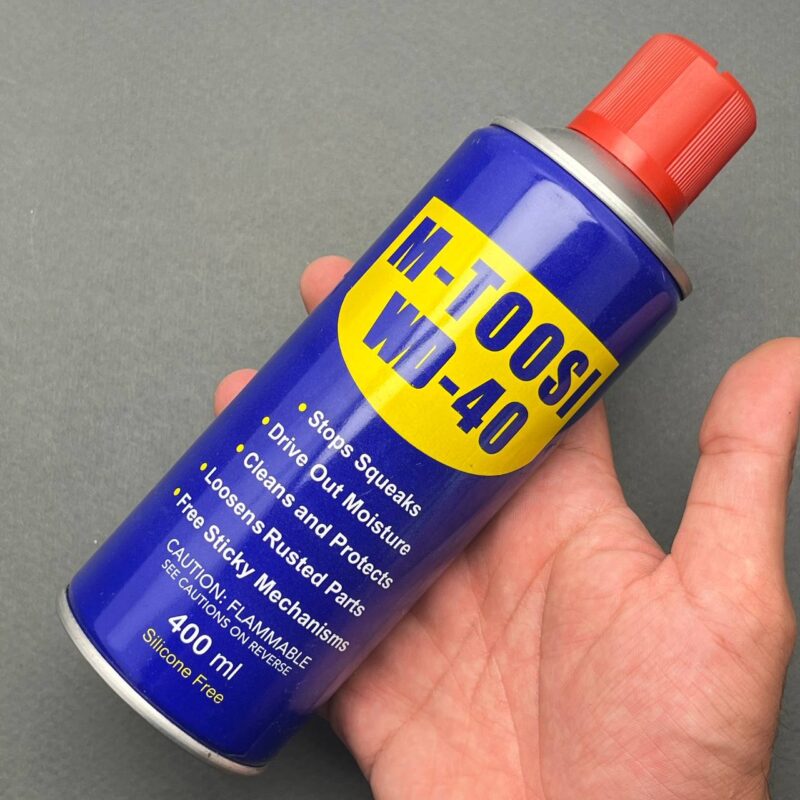 M-TOOSI
WD-40
• Stops Squeaks
• Drive Out Moisture
• Cleans and Protects
• Loosens Rusted Parts
• Free Sticky Mechanisms
CAUTION: FLAMMABLE
SEE CAUTIONS ON REVERSE
400 ml
Silicone Free